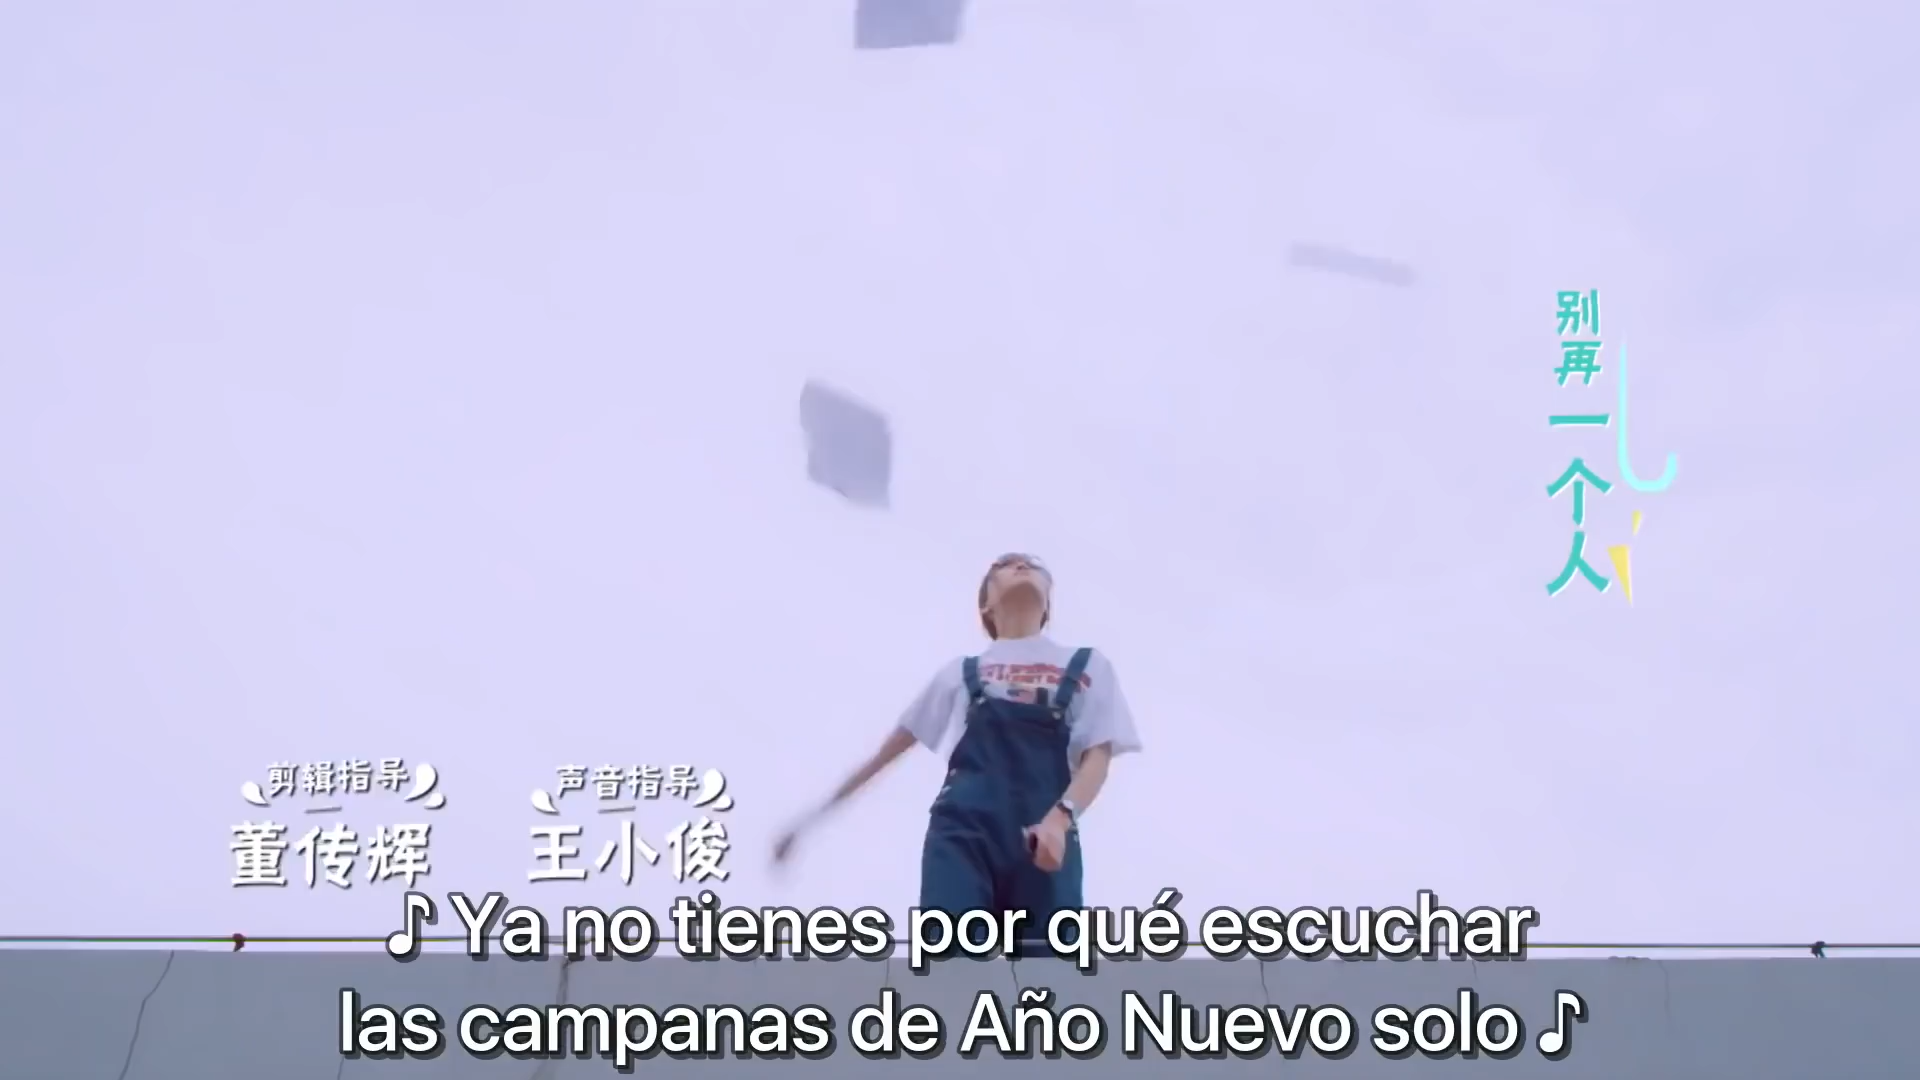 别再一个人
剪辑指导
董传辉
声音指导
王小俊
♪ Ya no tienes por qué escuchar
las campanas de Año Nuevo solo ♪